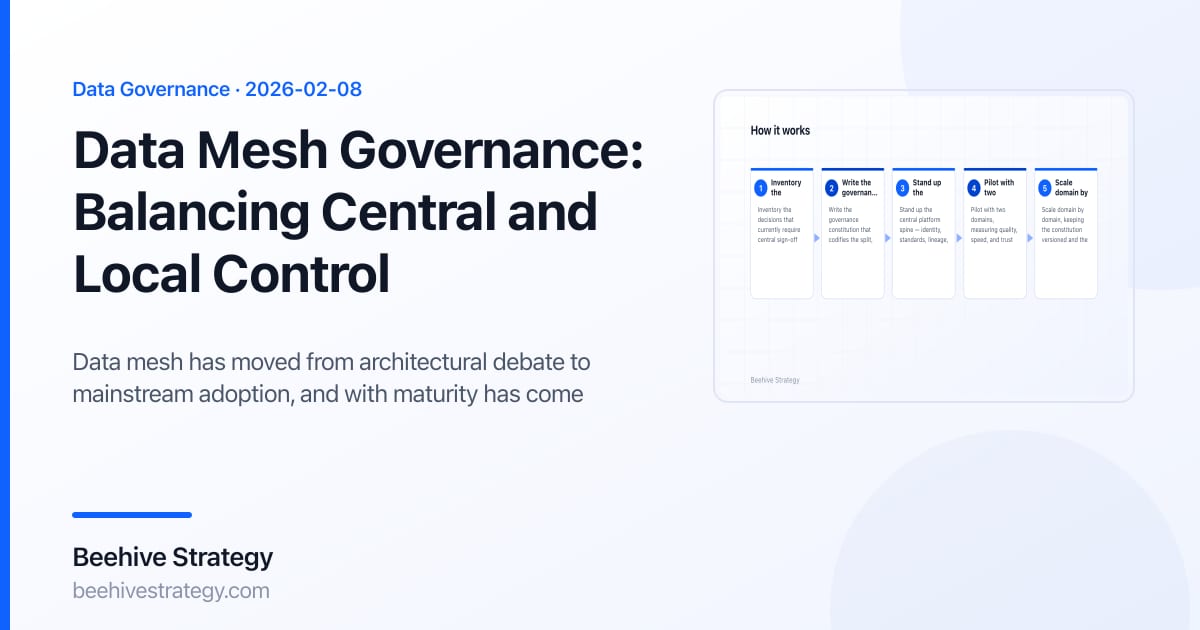 Data Governance · 2026-02-08
Data Mesh Governance:
Balancing Central and
Local Control
Data mesh has moved from architectural debate to
mainstream adoption, and with maturity has come
Beehive Strategy
beehivestrategy.com
How it works
1
Inventory
the
Inventory the
decisions that
currently require
central sign-off
2
Write the
governan...
Write the
governance
constitution that
codifies the split,
3
Stand up
the
Stand up the
central platform
spine — identity,
standards, lineage,
4
Pilot with
two
Pilot with two
domains,
measuring quality,
speed, and trust
5
Scale
domain by
Scale domain by
domain, keeping
the constitution
versioned and the
Beehive Strategy